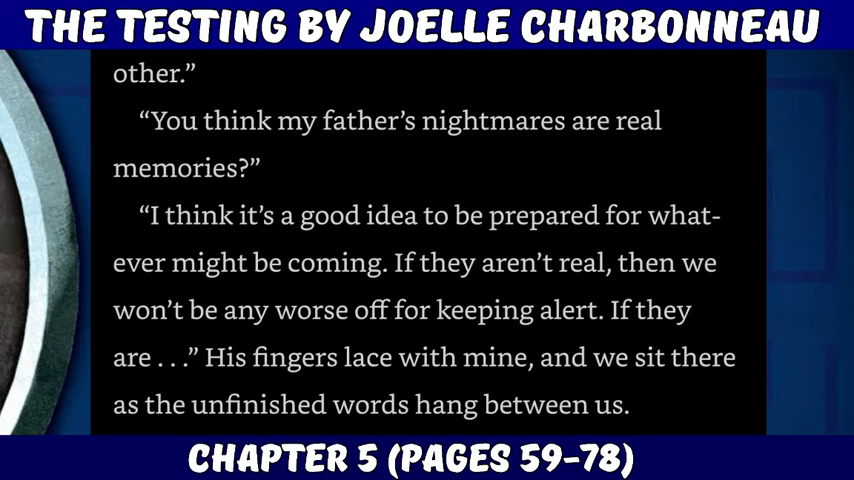 THE TESTING BY JOELLE CHARBONNEAU
other.”
“You think my father’s nightmares are real
memories?”
“I think it’s a good idea to be prepared for what-
ever might be coming. If they aren’t real, then we
won’t be any worse off for keeping alert. If they
are . . .” His fingers lace with mine, and we sit there
as the unfinished words hang between us.
CHAPTER 5 (PAGES 59-78)